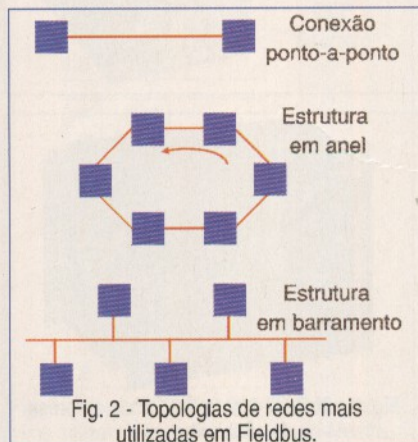 Conexão
ponto-a-ponto
Estrutura
em anel
Estrutura
em barramento
Fig. 2 - Topologias de redes mais
utilizadas em Fieldbus.